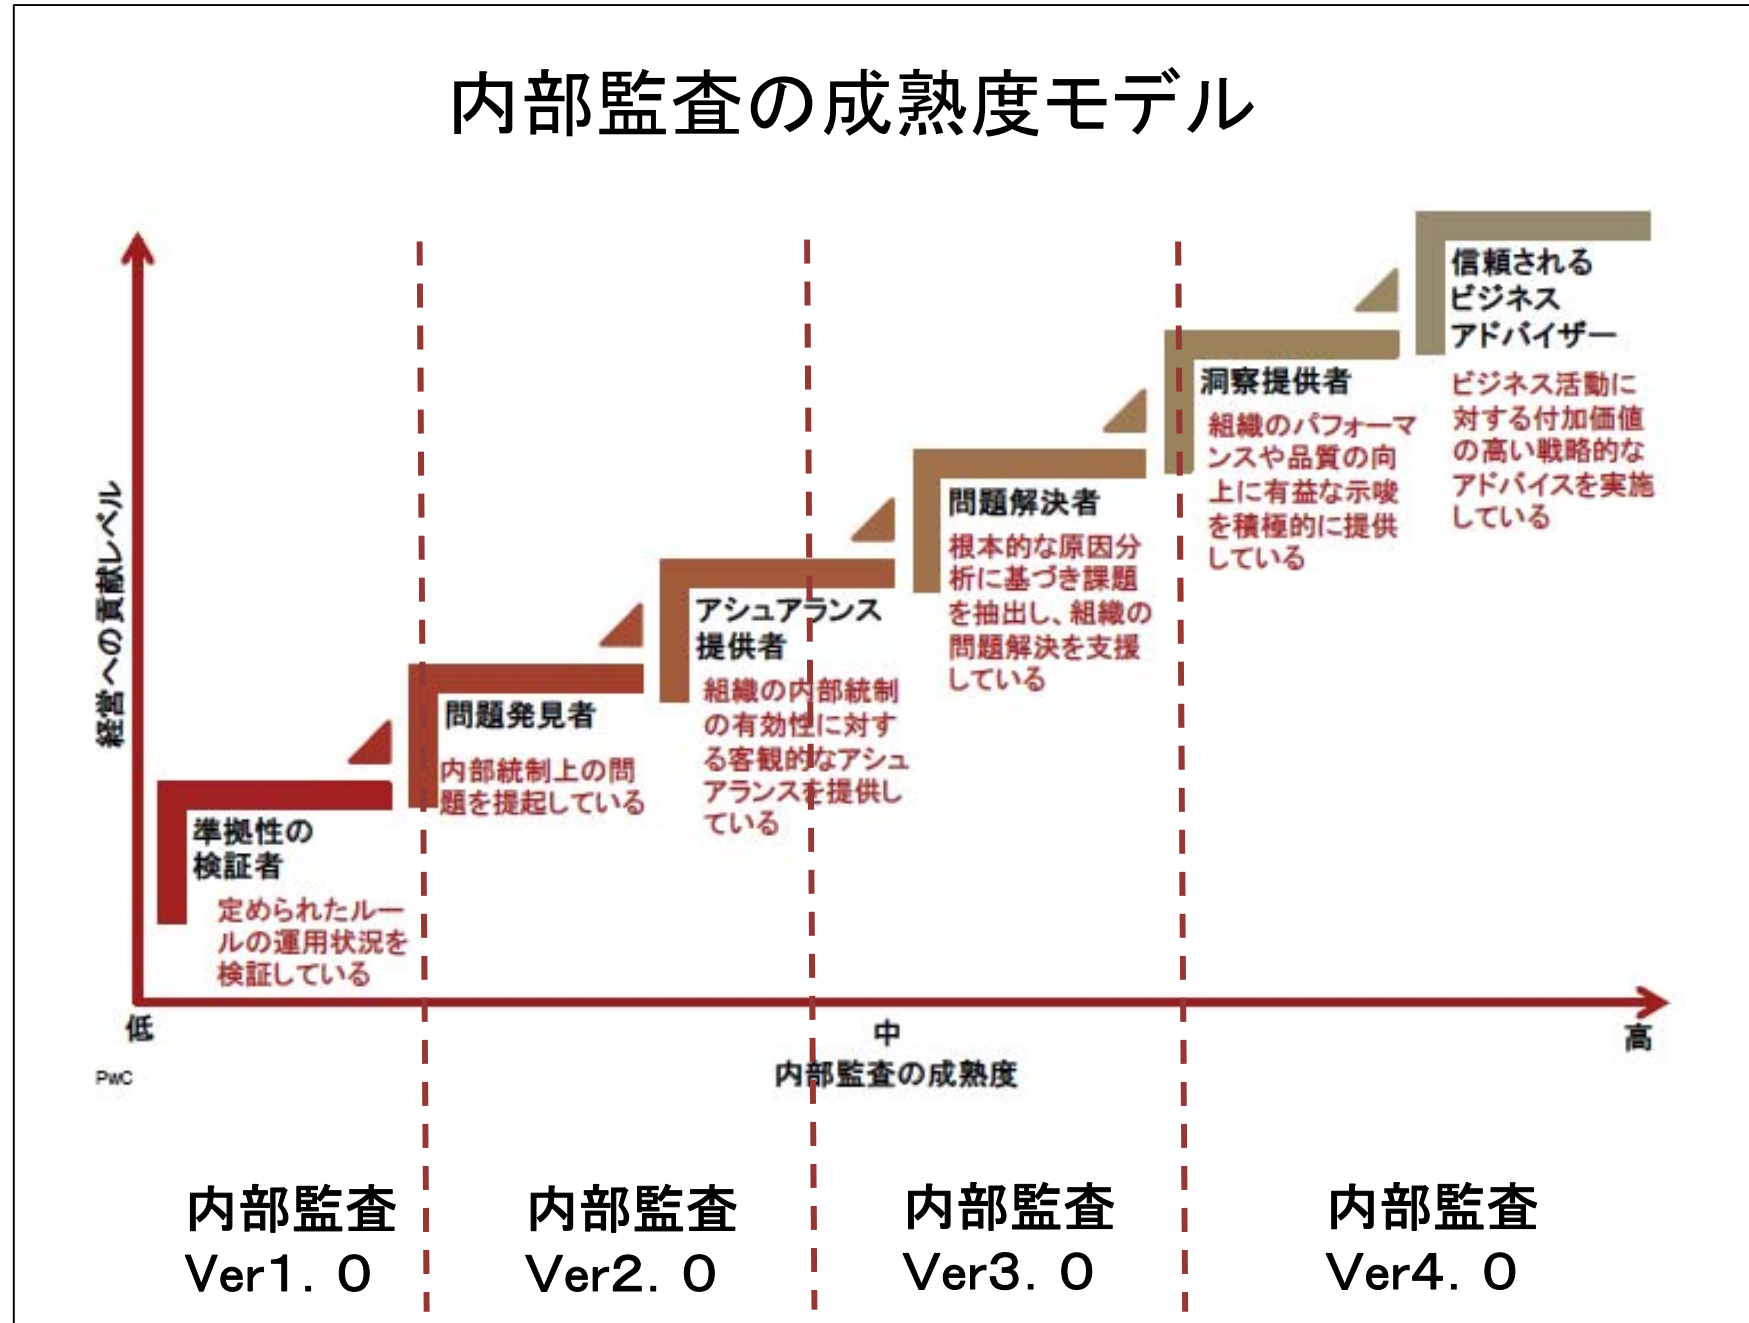 内部監査の成熟度モデル
経営への貢献レベル
準拠性の
検証者
定められたルー
ルの運用状況を
検証している
問題発見者
内部統制上の問
題を提起している
アシュアランス
提供者
組織の内部統制
の有効性に対す
る客観的なアシュ
アランスを提供し
ている
問題解決者
根本的な原因分
析に基づき課題
を抽出し、組織の
問題解決を支援
している
洞察提供者
組織のパフォーマ
ンスや品質の向
上に有益な示唆
を積極的に提供
している
信頼される
ビジネス
アドバイザー
ビジネス活動に
対する付加価値
の高い戦略的な
アドバイスを実施
している
低
中
高
内部監査の成熟度
PwC
内部監査
Ver1．0
内部監査
Ver2．0
内部監査
Ver3．0
内部監査
Ver4．0